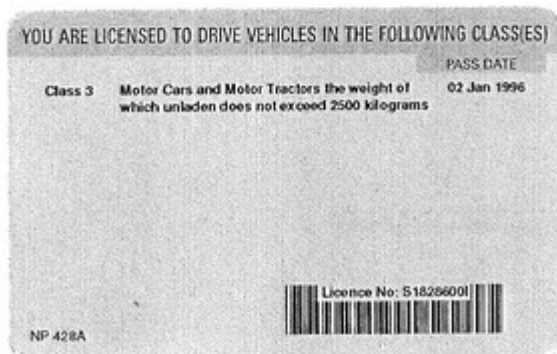 YOU ARE LICENSED TO DRIVE VEHICLES IN THE FOLLOWING CLASS(ES)
PASS DATE
Class 3 Motor Cars and Motor Tractors the weight of 02 Jan 1996
which unladen does not exceed 2500 kilograms
Licence No: S1828600I
NP 428A